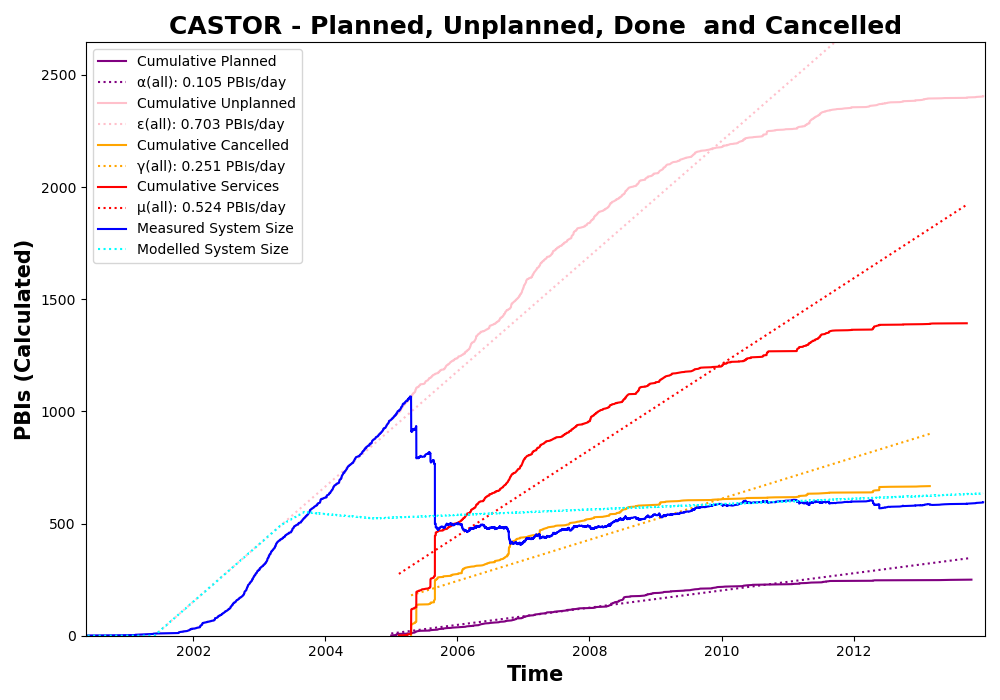 CASTOR - Planned, Unplanned, Done  and Cancelled
PBIs (Calculated)
2500
2000
1500
1000
500
0
Cumulative Planned
α(all): 0.105 PBIs/day
Cumulative Unplanned
ε(all): 0.703 PBIs/day
Cumulative Cancelled
γ(all): 0.251 PBIs/day
Cumulative Services
μ(all): 0.524 PBIs/day
Measured System Size
Modelled System Size
2002 2004 2006 2008 2010 2012
Time